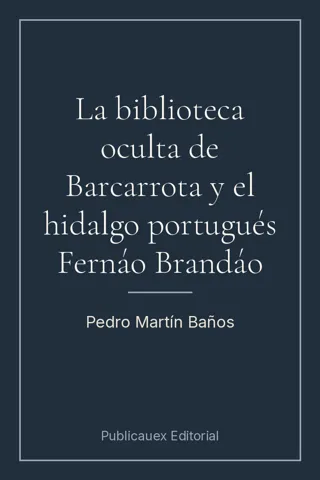 La biblioteca
oculta de
Barcarrota y el
hidalgo portugués
Fernáo Brandáo
Pedro Martín Baños
Publicauex Editorial